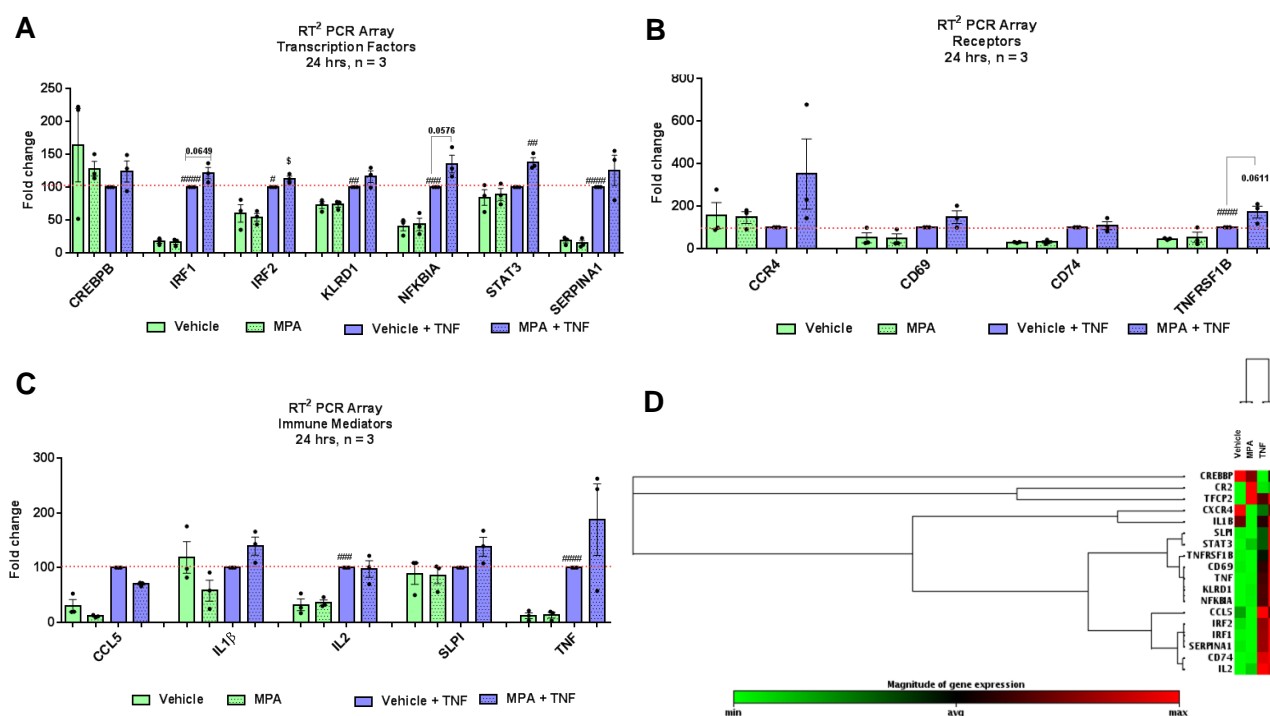 A
RT² PCR Array
Transcription Factors
24 hrs, n = 3
Fold change
250
200
150
100
50
0
0.0649
0.0576
####
#
$
##
###
##
####
CREBPB
IRF1
IRF2
KLRD1
NFKBIA
STAT3
SERPINA1
Vehicle
MPA
Vehicle + TNF
MPA + TNF
B
RT² PCR Array
Receptors
24 hrs, n = 3
Fold change
800
600
400
200
0
0.0611
####
CCR4
CD69
CD74
TNFRSF1B
Vehicle
MPA
Vehicle + TNF
MPA + TNF
C
RT² PCR Array
Immune Mediators
24 hrs, n = 3
Fold change
300
200
100
0
###
####
CCL5
IL1β
IL2
SLPI
TNF
Vehicle
MPA
Vehicle + TNF
MPA + TNF
D
Vehicle
MPA
TNF
CREBBP
CR2
TFCP2
CXCR4
IL1B
SLPI
STAT3
TNFRSF1B
CD69
TNF
KLRD1
NFKBIA
CCL5
IRF2
IRF1
SERPINA1
CD74
IL2
Magnitude of gene expression
min
avg
max